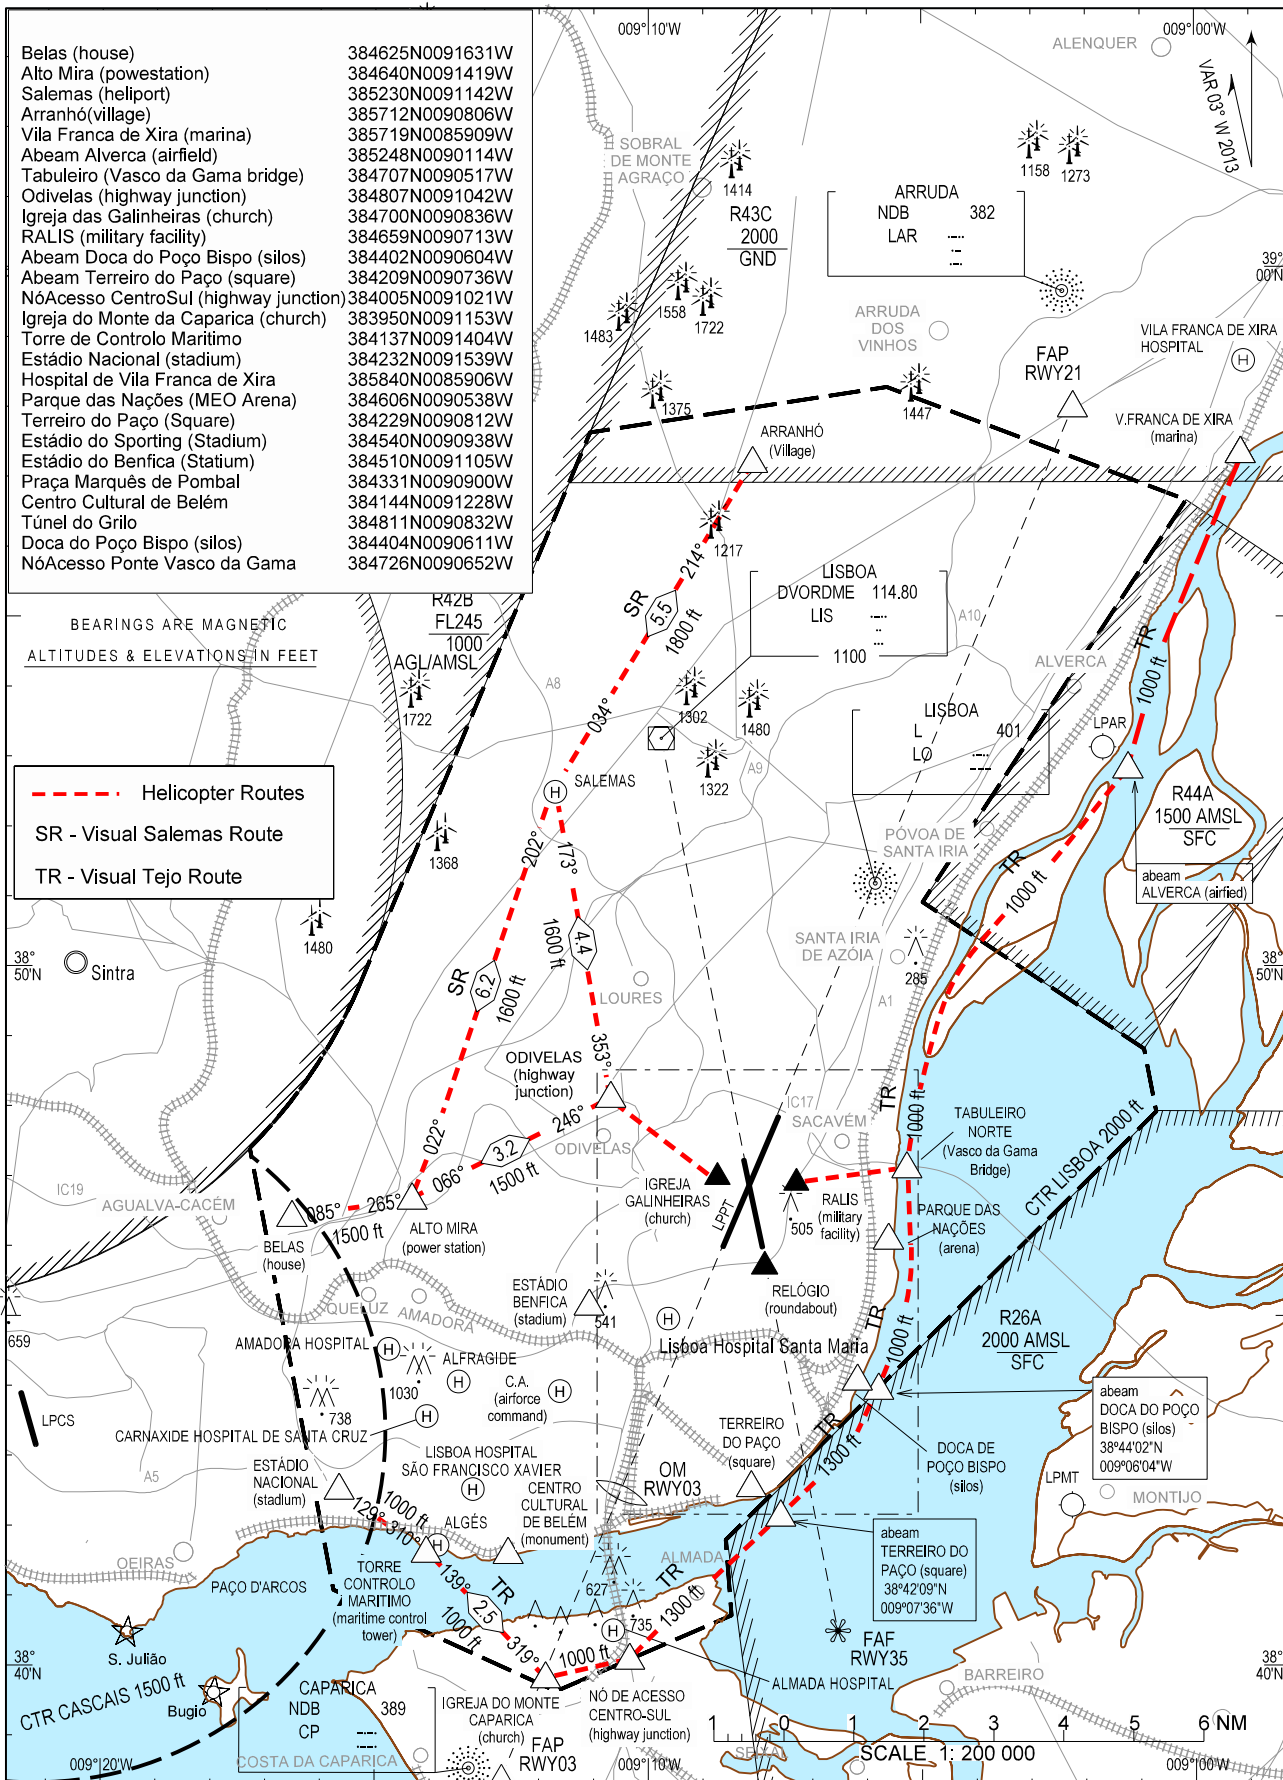 Belas (house) 384625N0091631W
Alto Mira (powestation) 384640N0091419W
Salemas (heliport) 385230N0091142W
Arranhó(village) 385712N0090806W
Vila Franca de Xira (marina) 385719N0085909W
Abeam Alverca (airfield) 385248N0090114W
Tabuleiro (Vasco da Gama bridge) 384707N0090517W
Odivelas (highway junction) 384807N0091042W
Igreja das Galinheiras (church) 384700N0090836W
RALIS (military facility) 384659N0090713W
Abeam Doca do Poço Bispo (silos) 384402N0090604W
Abeam Terreiro do Paço (square) 384209N0090736W
NóAcesso CentroSul (highway junction) 384005N0091021W
Igreja do Monte da Caparica (church) 383950N0091153W
Torre de Controlo Maritimo 384137N0091404W
Estádio Nacional (stadium) 384232N0091539W
Hospital de Vila Franca de Xira 385840N0085906W
Parque das Nações (MEO Arena) 384606N0090538W
Terreiro do Paço (Square) 384229N0090812W
Estádio do Sporting (Stadium) 384540N0090938W
Estádio do Benfica (Statium) 384510N0091105W
Praça Marquês de Pombal 384331N0090900W
Centro Cultural de Belém 384144N0091228W
Túnel do Grilo 384811N0090832W
Doca do Poço Bispo (silos) 384404N0090611W
NóAcesso Ponte Vasco da Gama 384726N0090652W
009°10'W
009°00'W
ALENQUER
VAR 03° W 2013
1158
1273
SOBRAL
DE MONTE
AGRAÇO
1414
R43C
2000
GND
ARRUDA
NDB 382
LAR
39°
00'N
1558
1722
1483
ARRUDA
DOS
VINHOS
VILA FRANCA DE XIRA
HOSPITAL
H
FAP
RWY21
1375
1447
ARRANHÓ
(Village)
V.FRANCA DE XIRA
(marina)
1217
214°
SR
5.5
1800 ft
034°
LISBOA
DVORDME 114.80
LIS
1100
A10
R42B
FL245
1000
AGL/AMSL
BEARINGS ARE MAGNETIC
ALTITUDES & ELEVATIONS IN FEET
1722
A8
1302
1480
1322
A9
TR
1000 ft
ALVERCA
LISBOA
L 401
LO
LPAR
R44A
1500 AMSL
SFC
abeam
ALVERCA (airfied)
Helicopter Routes
SR - Visual Salemas Route
TR - Visual Tejo Route
H
SALEMAS
1368
1480
202°
173°
1600 ft
4.4
SR
6.2
1600 ft
PÓVOA DE
SANTA IRIA
TR
1000 ft
SANTA IRIA
DE AZÓIA
285
A1
38°
50'N
38°
50'N
Sintra
LOURES
353°
ODIVELAS
(highway
junction)
246°
ODIVELAS
022°
066°
3.2
1500 ft
IC17
SACAVÉM
TR
1000 ft
TABULEIRO
NORTE
(Vasco da Gama
Bridge)
CTR LISBOA 2000 ft
IC19
AGUALVA-CACÉM
085°
265°
1500 ft
BELAS
(house)
ALTO MIRA
(power station)
IGREJA
GALINHEIRAS
(church)
LPPT
505
RALIS
(military
facility)
PARQUE DAS
NAÇÕES
(arena)
RELÓGIO
(roundabout)
659
QUELUZ
AMADORA
ESTÁDIO
BENFICA
(stadium)
541
H
Lisboa Hospital Santa Maria
TR
1000 ft
R26A
2000 AMSL
SFC
AMADORA HOSPITAL
H
ALFRAGIDE
1030
H
C.A.
(airforce
command)
H
LPCS
738
CARNAXIDE HOSPITAL DE SANTA CRUZ
H
A5
abeam
DOCA DO POÇO
BISPO (silos)
38°44'02"N
009°06'04"W
TERREIRO
DO PAÇO
(square)
TR
1300 ft
DOCA DE
POÇO BISPO
(silos)
LISBOA HOSPITAL
SÃO FRANCISCO XAVIER
H
ESTÁDIO
NACIONAL
(stadium)
OM
RWY03
CENTRO
CULTURAL
DE BELÉM
(monument)
LPMT
MONTIJO
129°
310°
1000 ft
ALGÉS
H
OEIRAS
PAÇO D'ARCOS
TORRE
CONTROLO
MARITIMO
(maritime control
tower)
139°
TR
2.5
1000 ft
319°
627
ALMADA
TR
1300 ft
735
H
1000 ft
abeam
TERREIRO DO
PAÇO (square)
38°42'09"N
009°07'36"W
FAF
RWY35
S. Julião
Bugio
38°
40'N
38°
40'N
CTR CASCAIS 1500 ft
CAPARICA
NDB 389
CP
COSTA DA CAPARICA
IGREJA DO MONTE
CAPARICA
(church)
FAP
RWY03
NÓ DE ACESSO
CENTRO-SUL
(highway junction)
ALMADA HOSPITAL
BARREIRO
SEIXAL
1 0 1 2 3 4 5 6 NM
SCALE 1: 200 000
009°20'W
009°10'W
009°00'W